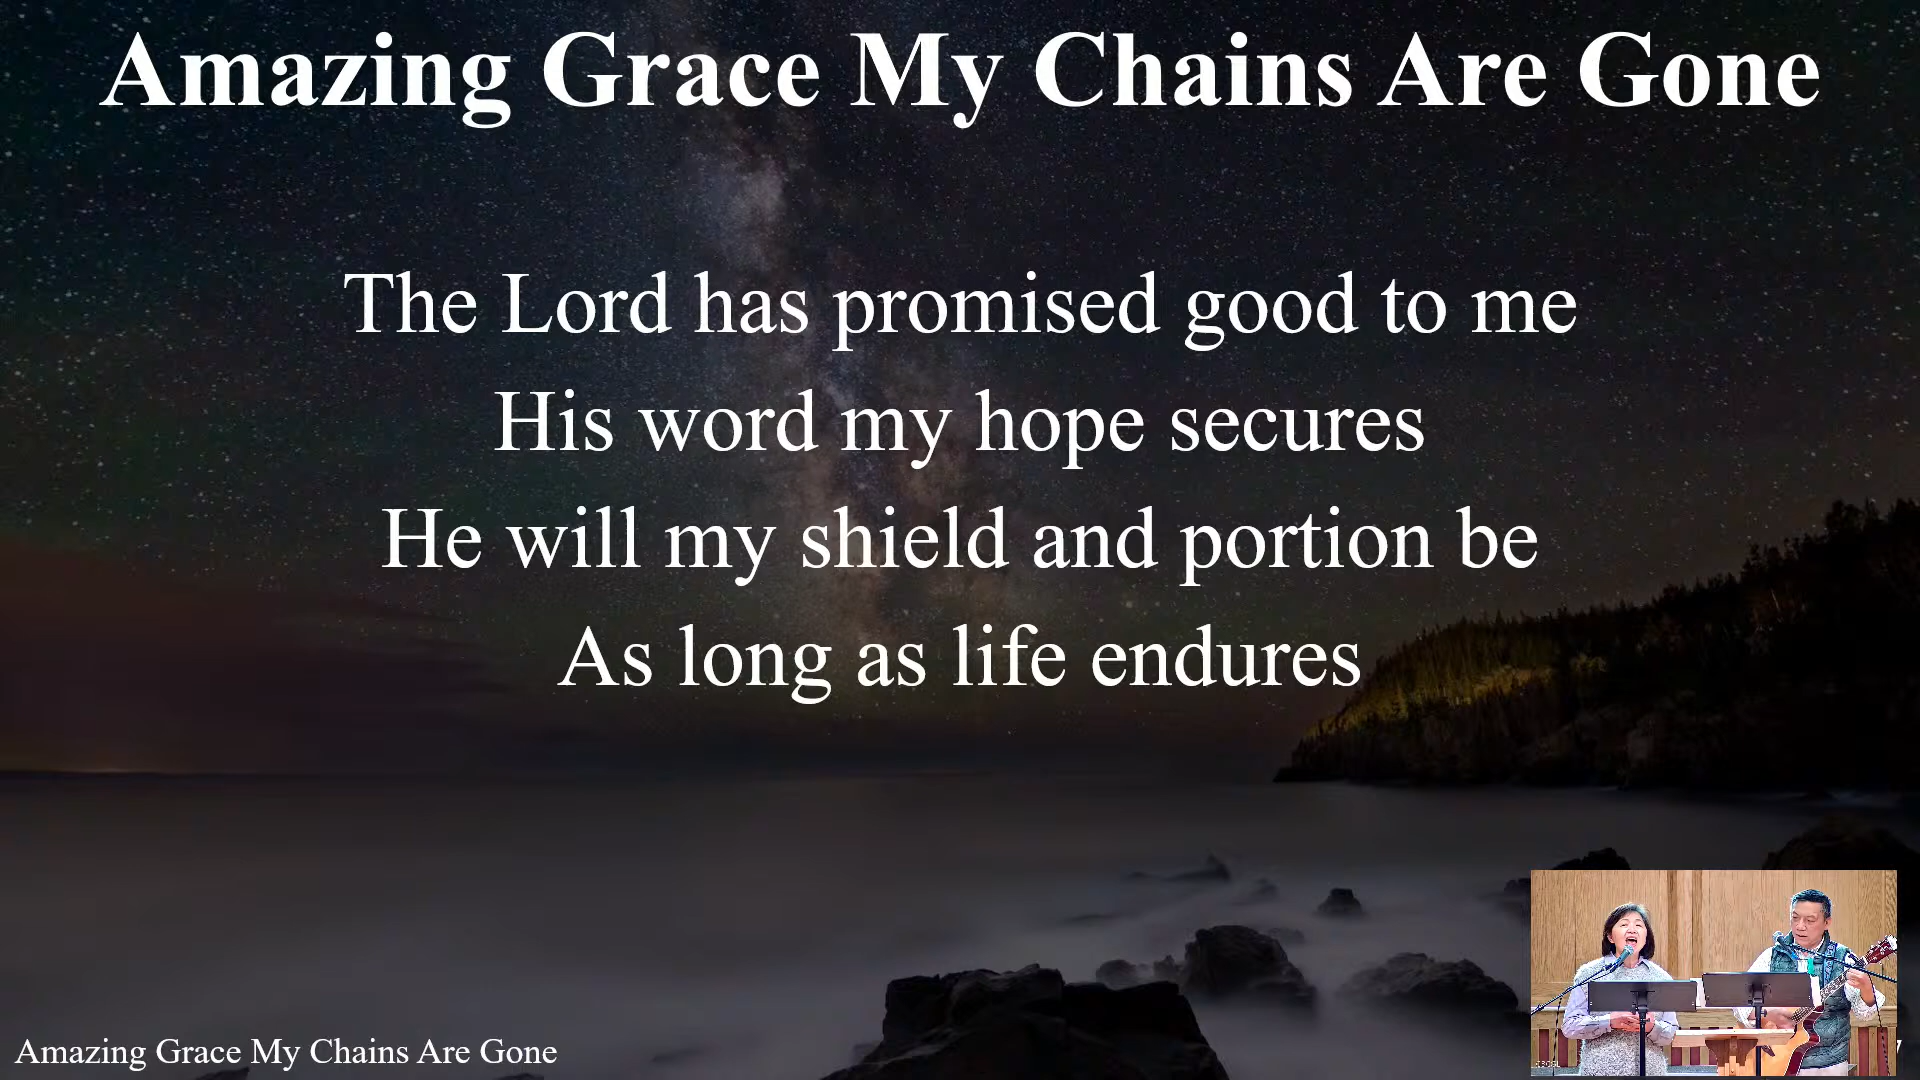 Amazing Grace My Chains Are Gone
The Lord has promised good to me
His word my hope secures
He will my shield and portion be
As long as life endures
Amazing Grace My Chains Are Gone